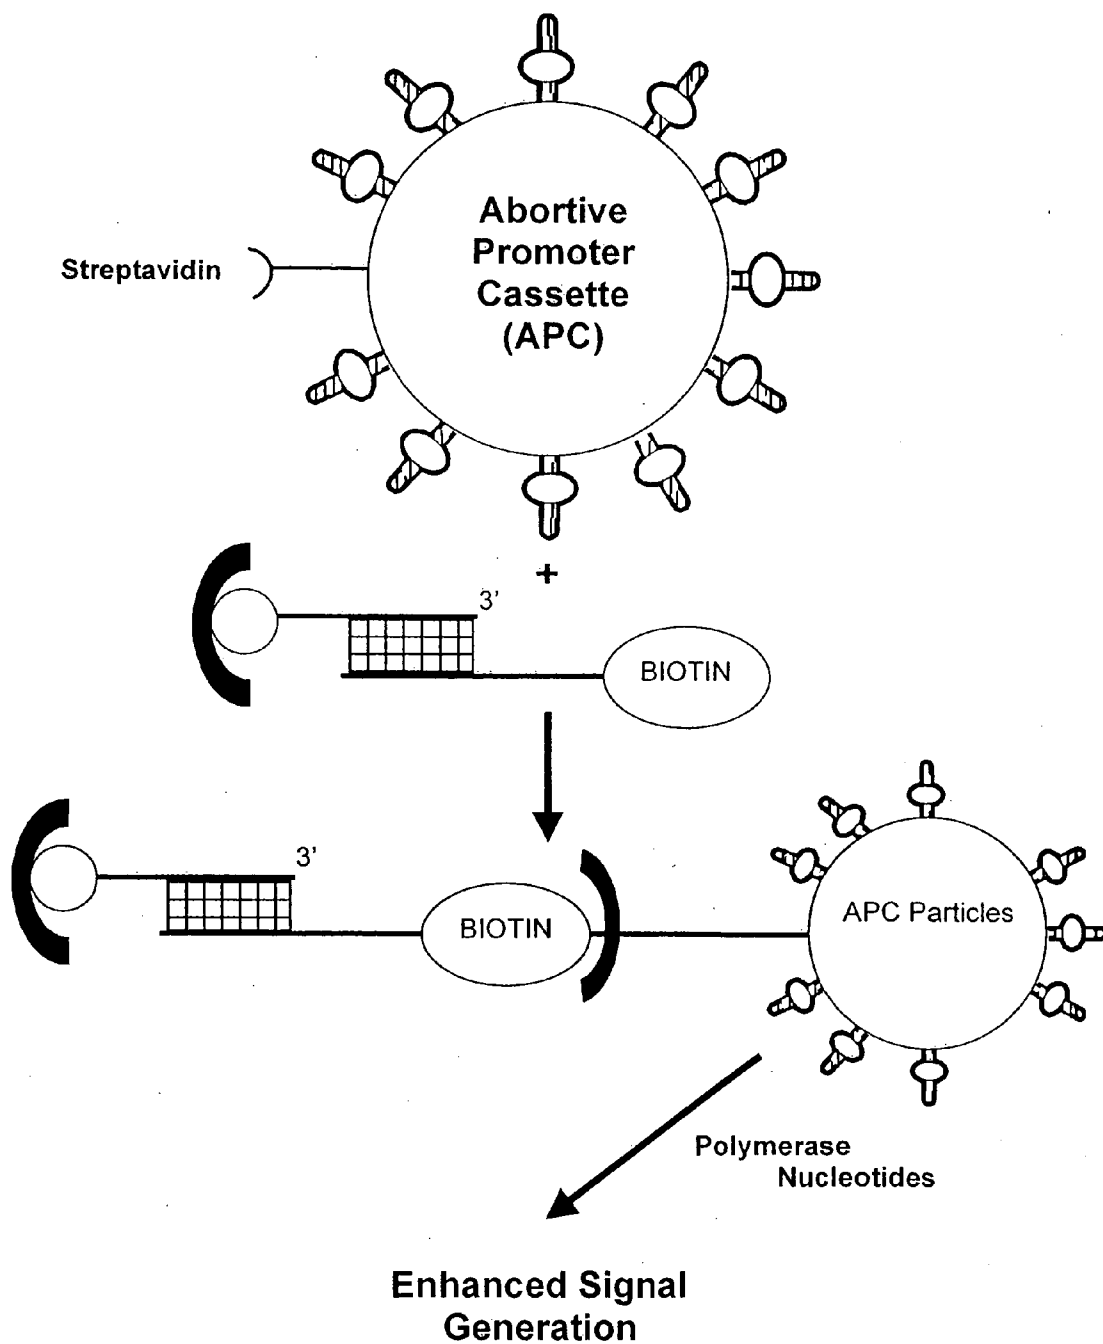 Abortive
Promoter
Cassette
(APC)
Streptavidin
+
3’
BIOTIN
3’
BIOTIN
APC Particles
Polymerase
Nucleotides
Enhanced Signal
Generation